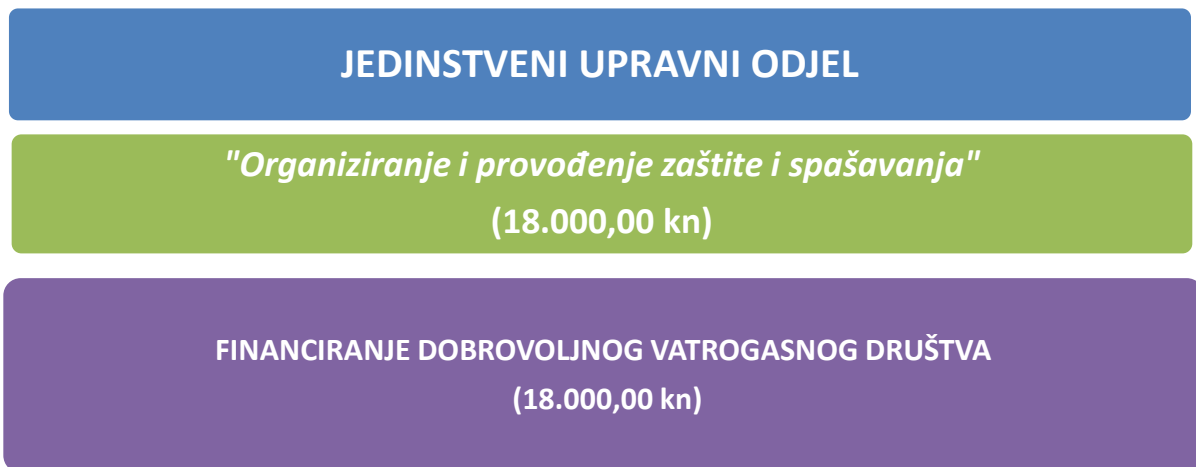 JEDINSTVENI UPRAVNI ODJEL
"Organiziranje i provođenje zaštite i spašavanja"
(18.000,00 kn)
FINANCIRANJE DOBROVOLJNOG VATROGASNOG DRUŠTVA
(18.000,00 kn)